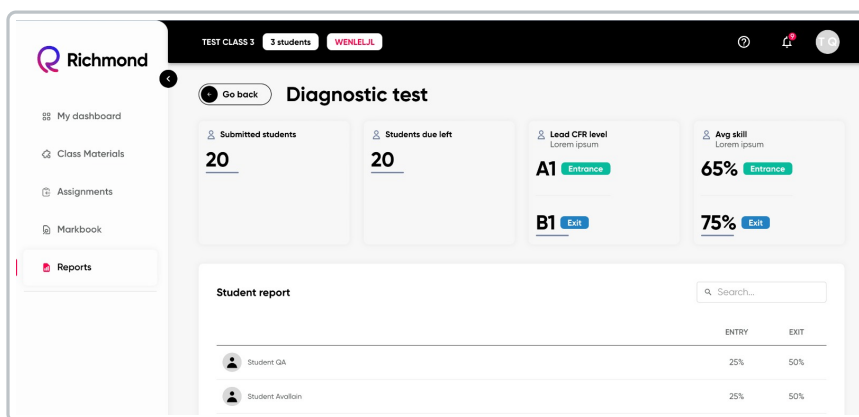 Richmond
TEST CLASS 3 3 students WENLELJL
9
TQ
Go back Diagnostic test
My dashboard
Class Materials
Assignments
Markbook
Reports
Submitted students
20
Students due left
20
Lead CFR level
Lorem ipsum
A1 Entrance
B1 Exit
Avg skill
Lorem ipsum
65% Entrance
75% Exit
Student report
Search...
ENTRY EXIT
Student QA 25% 50%
Student Avallain 25% 50%